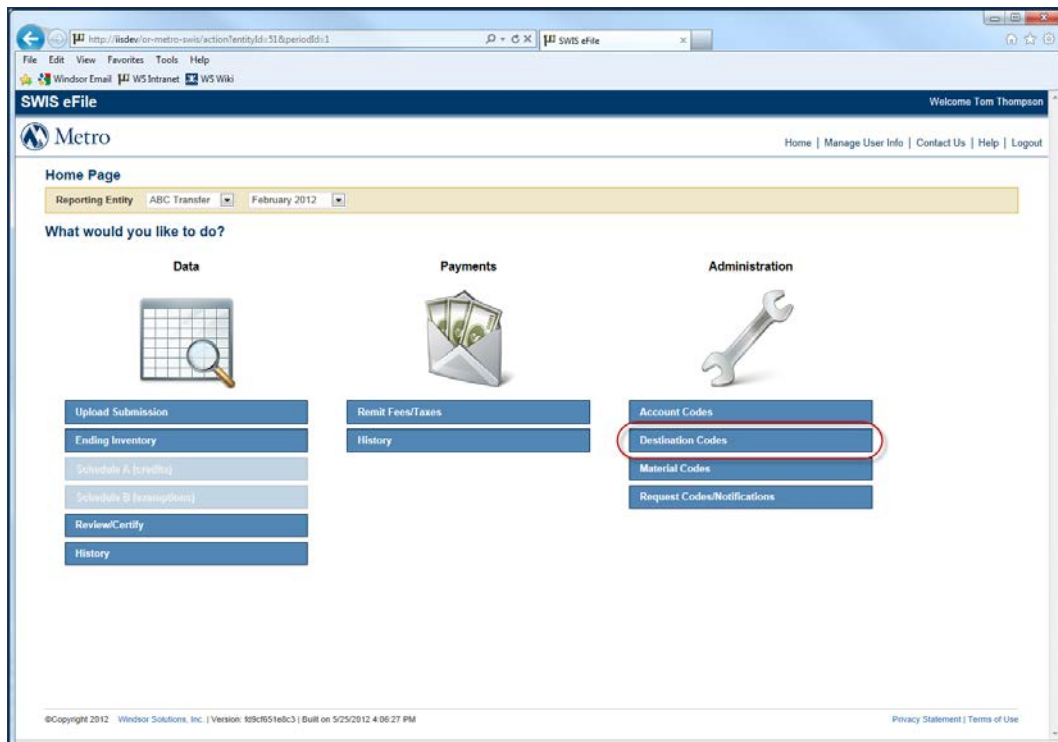 http://iisdev/or-metro-swis/action?entityId=51&periodId=1
SWIS eFile
File Edit View Favorites Tools Help
Windsor Email WS Intranet WS Wiki
SWIS eFile Welcome Tom Thompson
Metro
Home | Manage User Info | Contact Us | Help | Logout
Home Page
Reporting Entity ABC Transfer February 2012
What would you like to do?
Data Payments Administration
Upload Submission Remit Fees/Taxes Account Codes
Ending Inventory History Destination Codes
Schedule A (credits) Material Codes
Schedule B (exemptions) Request Codes/Notifications
Review/Certify
History
©Copyright 2012 Windsor Solutions, Inc. | Version: fd9cf651e8c3 | Built on 5/25/2012 4:06:27 PM Privacy Statement | Terms of Use